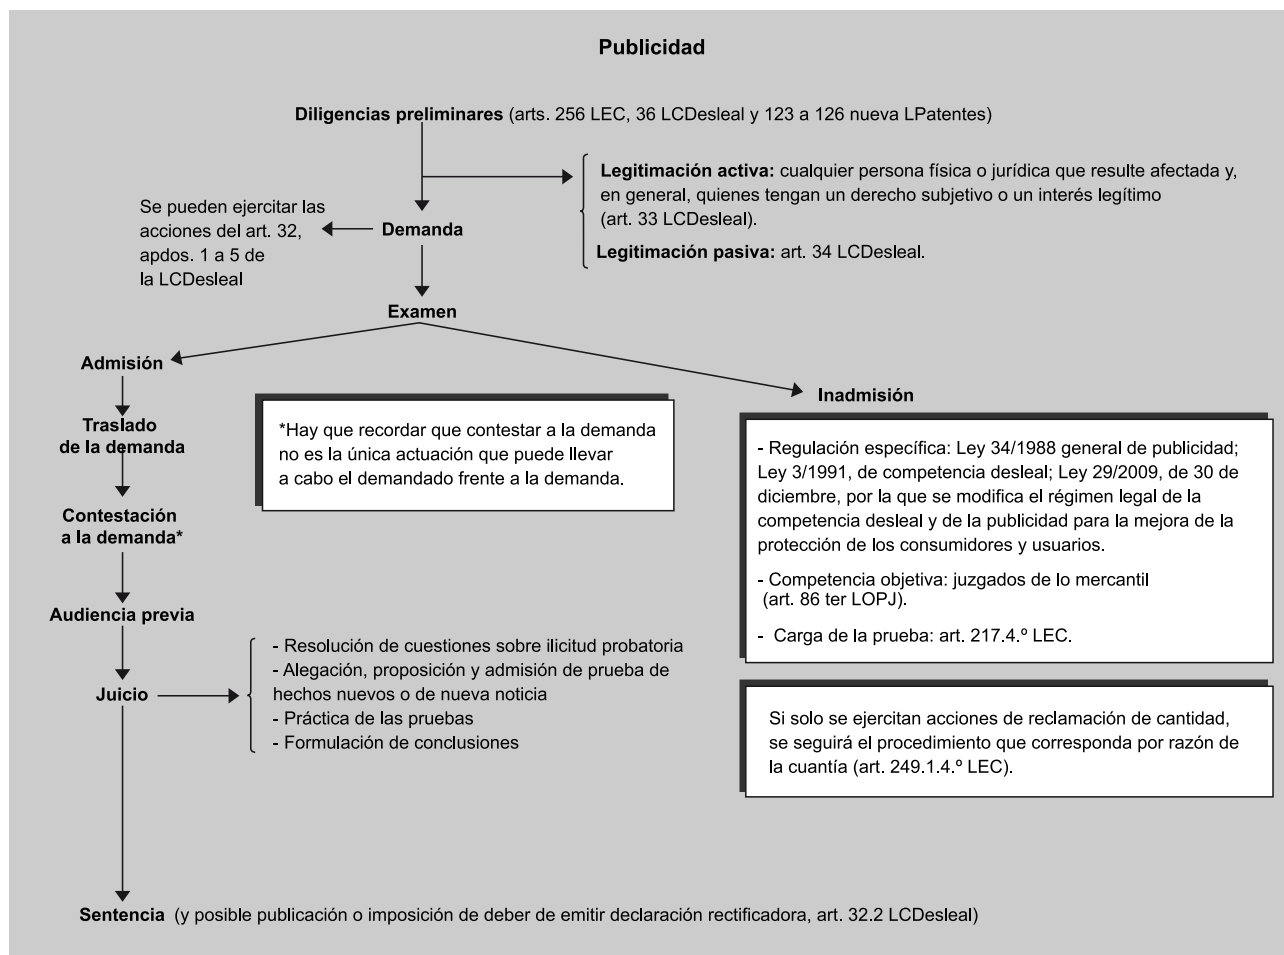 Publicidad
Diligencias preliminares (arts. 256 LEC, 36 LCDesleal y 123 a 126 nueva LPatentes)
Legitimación activa: cualquier persona física o jurídica que resulte afectada y,
en general, quienes tengan un derecho subjetivo o un interés legítimo
(art. 33 LCDesleal).
Legitimación pasiva: art. 34 LCDesleal.
Se pueden ejercitar las
acciones del art. 32,
apdos. 1 a 5 de
la LCDesleal
Demanda
Examen
Admisión
Inadmisión
Traslado
de la demanda
Contestación
a la demanda*
*Hay que recordar que contestar a la demanda
no es la única actuación que puede llevar
a cabo el demandado frente a la demanda.
- Regulación específica: Ley 34/1988 general de publicidad;
Ley 3/1991, de competencia desleal; Ley 29/2009, de 30 de
diciembre, por la que se modifica el régimen legal de la
competencia desleal y de la publicidad para la mejora de la
protección de los consumidores y usuarios.
- Competencia objetiva: juzgados de lo mercantil
(art. 86 ter LOPJ).
- Carga de la prueba: art. 217.4.º LEC.
Audiencia previa
Juicio
- Resolución de cuestiones sobre ilicitud probatoria
- Alegación, proposición y admisión de prueba de
hechos nuevos o de nueva noticia
- Práctica de las pruebas
- Formulación de conclusiones
Si solo se ejercitan acciones de reclamación de cantidad,
se seguirá el procedimiento que corresponda por razón de
la cuantía (art. 249.1.4.º LEC).
Sentencia (y posible publicación o imposición de deber de emitir declaración rectificadora, art. 32.2 LCDesleal)